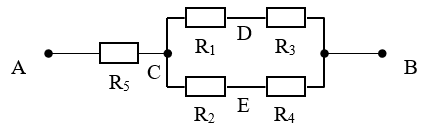 R₁ D R₃
A R₅ C B
R₂ E R₄